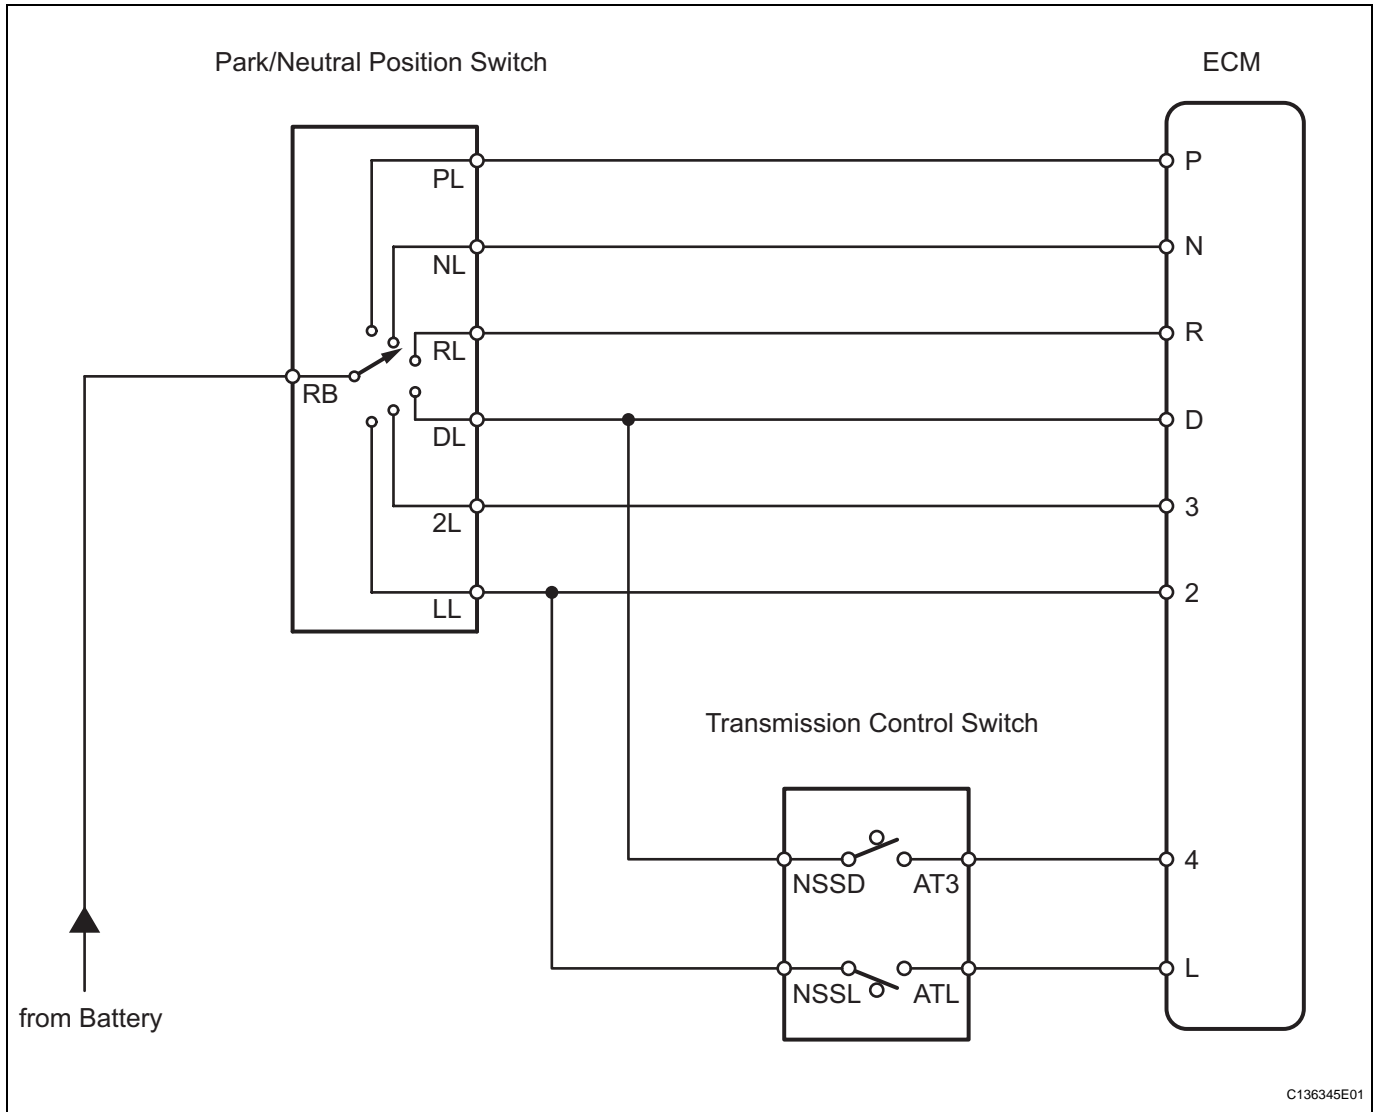 Park/Neutral Position Switch
ECM
PL
P
NL
N
RL
R
RB
DL
D
2L
3
LL
2
Transmission Control Switch
NSSD
AT3
4
NSSL
ATL
L
from Battery
C136345E01